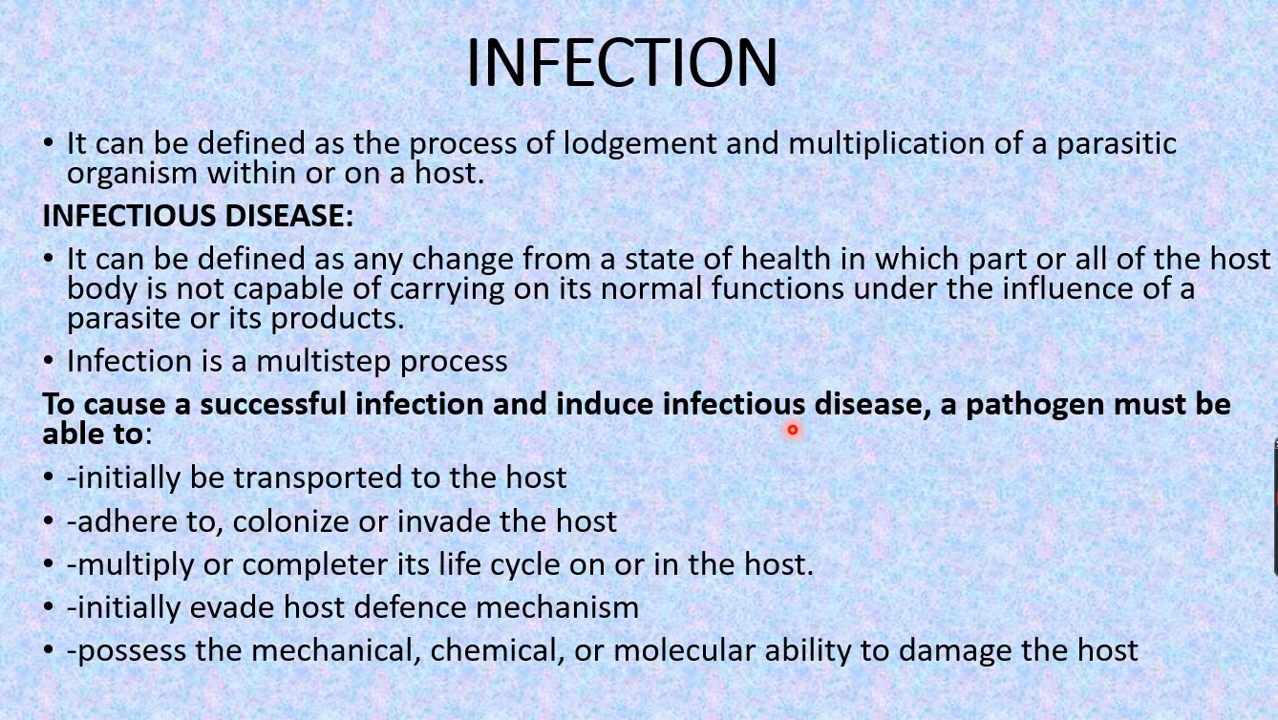 INFECTION
• It can be defined as the process of lodgement and multiplication of a parasitic
organism within or on a host.
INFECTIOUS DISEASE:
• It can be defined as any change from a state of health in which part or all of the host
body is not capable of carrying on its normal functions under the influence of a
parasite or its products.
• Infection is a multistep process
To cause a successful infection and induce infectious disease, a pathogen must be
able to:
• -initially be transported to the host
• -adhere to, colonize or invade the host
• -multiply or completer its life cycle on or in the host.
• -initially evade host defence mechanism
• -possess the mechanical, chemical, or molecular ability to damage the host